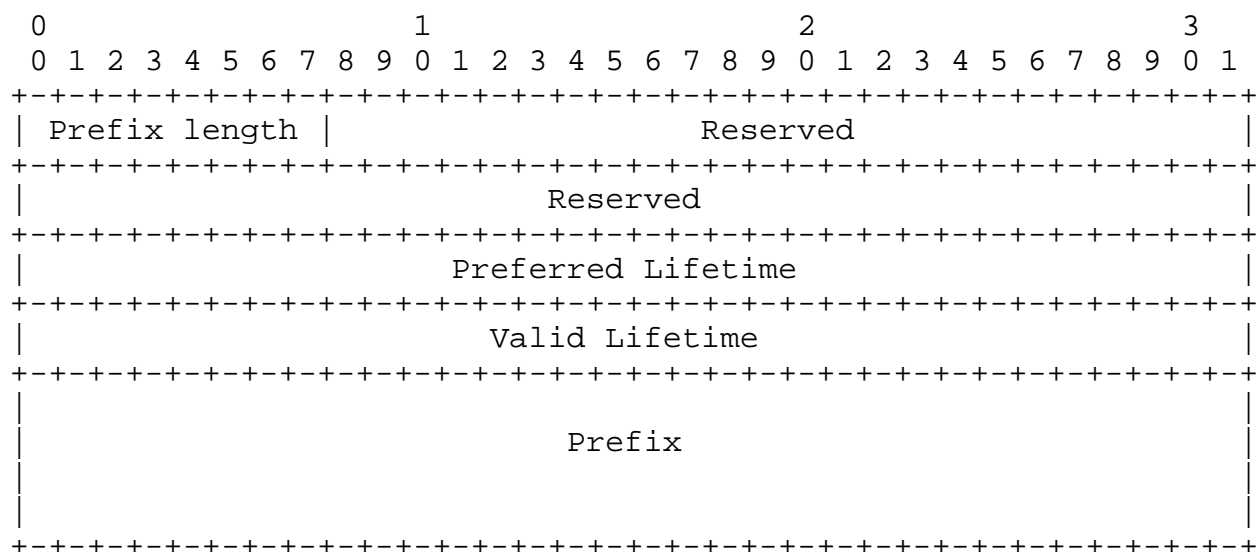 0                   1                   2                   3
 0 1 2 3 4 5 6 7 8 9 0 1 2 3 4 5 6 7 8 9 0 1 2 3 4 5 6 7 8 9 0 1
+-+-+-+-+-+-+-+-+-+-+-+-+-+-+-+-+-+-+-+-+-+-+-+-+-+-+-+-+-+-+-+-+
| Prefix length |                   Reserved                    |
+-+-+-+-+-+-+-+-+-+-+-+-+-+-+-+-+-+-+-+-+-+-+-+-+-+-+-+-+-+-+-+-+
|                           Reserved                            |
+-+-+-+-+-+-+-+-+-+-+-+-+-+-+-+-+-+-+-+-+-+-+-+-+-+-+-+-+-+-+-+-+
|                      Preferred Lifetime                       |
+-+-+-+-+-+-+-+-+-+-+-+-+-+-+-+-+-+-+-+-+-+-+-+-+-+-+-+-+-+-+-+-+
|                        Valid Lifetime                         |
+-+-+-+-+-+-+-+-+-+-+-+-+-+-+-+-+-+-+-+-+-+-+-+-+-+-+-+-+-+-+-+-+
|                                                               |
|                            Prefix                             |
|                                                               |
|                                                               |
+-+-+-+-+-+-+-+-+-+-+-+-+-+-+-+-+-+-+-+-+-+-+-+-+-+-+-+-+-+-+-+-+